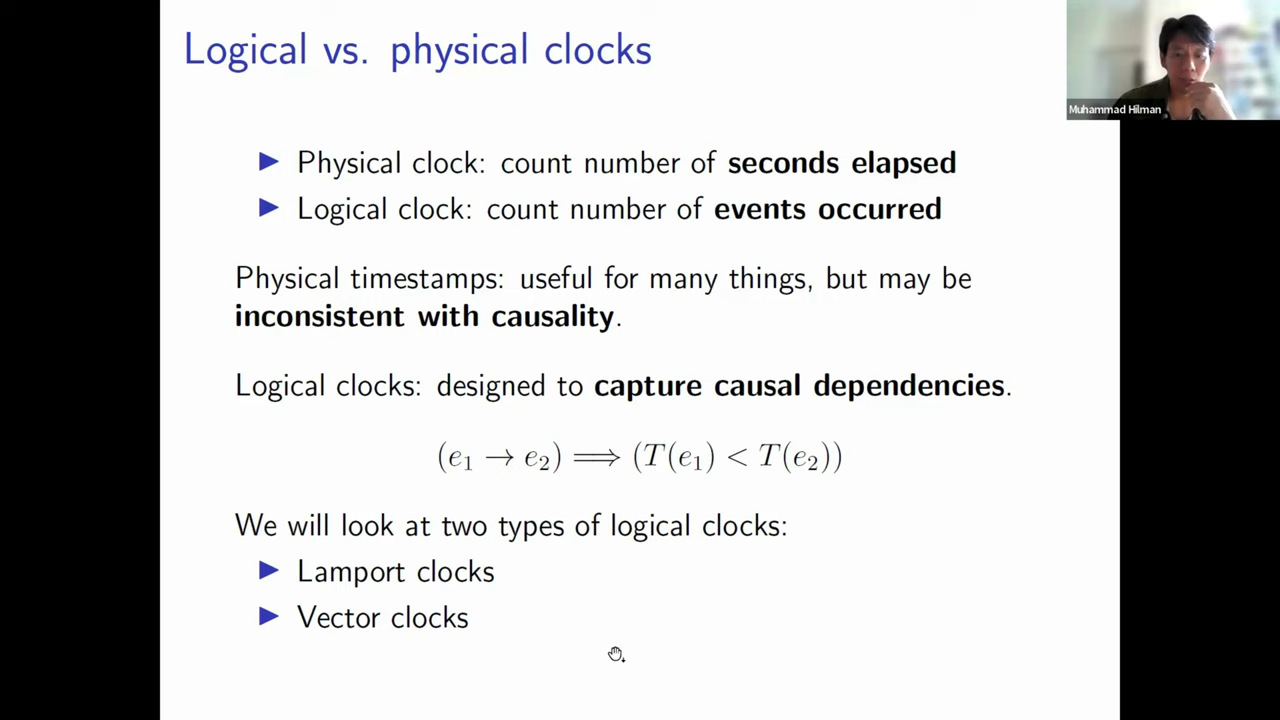 Logical vs. physical clocks
Muhammad Hilman
▶ Physical clock: count number of seconds elapsed
▶ Logical clock: count number of events occurred
Physical timestamps: useful for many things, but may be
inconsistent with causality.
Logical clocks: designed to capture causal dependencies.
(e₁ → e₂) ⟹ (T(e₁) < T(e₂))
We will look at two types of logical clocks:
▶ Lamport clocks
▶ Vector clocks